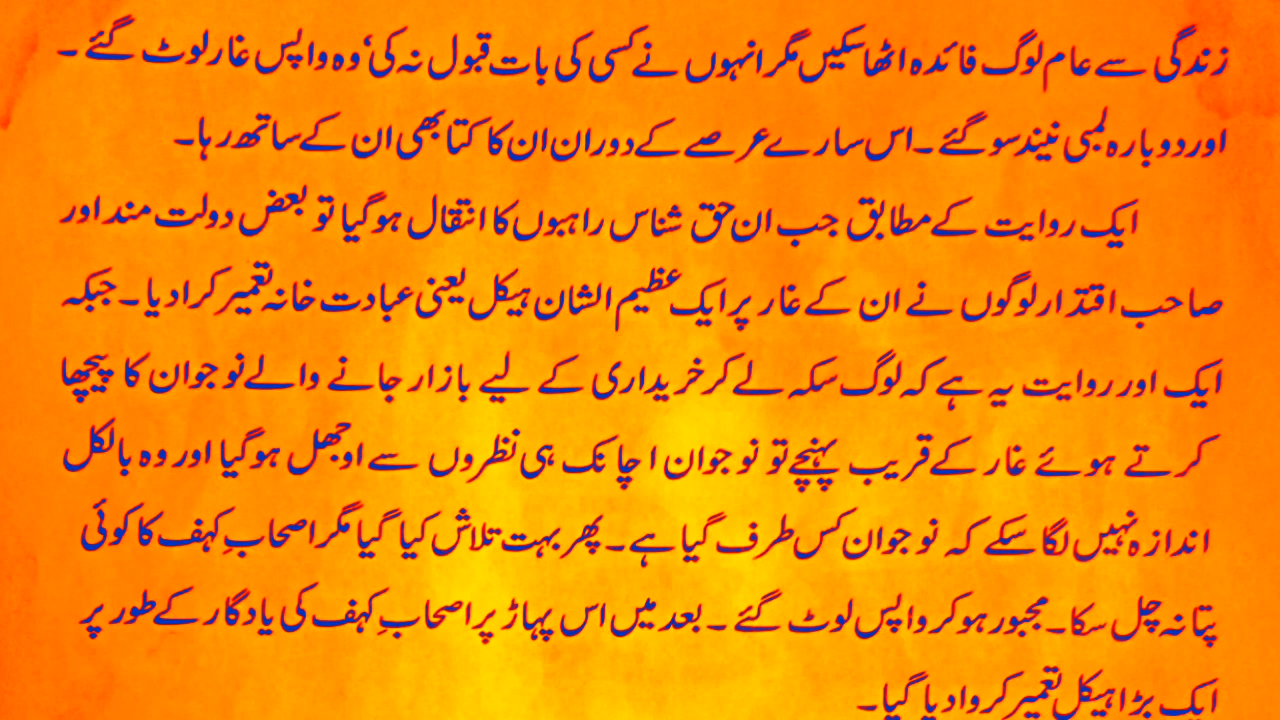 زندگی سے عام لوگ فائدہ اٹھا سکیں مگر انہوں نے کسی کی بات قبول نہ کی‘ وہ واپس غار لوٹ گئے ۔
اور دوبارہ لمبی نیند سو گئے ۔ اس سارے عرصے کے دوران ان کا کتا بھی ان کے ساتھ رہا۔
ایک روایت کے مطابق جب ان حق شناس راہبوں کا انتقال ہوگیا تو بعض دولت مند اور
صاحب اقتدار لوگوں نے ان کے غار پر ایک عظیم الشان ہیکل یعنی عبادت خانہ تعمیر کرا دیا۔ جبکہ
ایک اور روایت یہ ہے کہ لوگ سکہ لے کر خریداری کے لیے بازار جانے والے نوجوان کا پیچھا
کرتے ہوئے غار کے قریب پہنچے تو نوجوان اچانک ہی نظروں سے اوجھل ہوگیا اور وہ بالکل
اندازہ نہیں لگا سکے کہ نوجوان کس طرف گیا ہے۔ پھر بہت تلاش کیا گیا مگر اصحابِ کہف کا کوئی
پتا نہ چل سکا۔ مجبور ہو کر واپس لوٹ گئے ۔ بعد میں اس پہاڑ پر اصحابِ کہف کی یادگار کے طور پر
ایک بڑا ہیکل تعمیر کروا دیا گیا۔